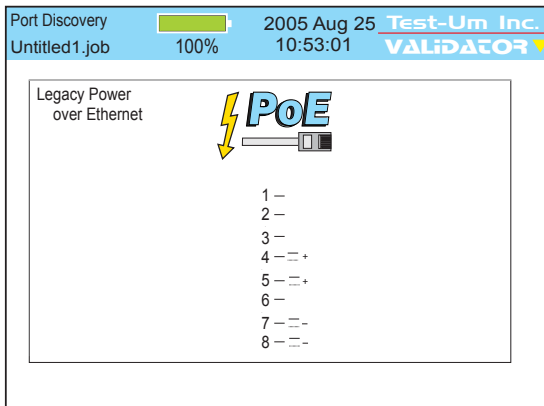 Port Discovery 2005 Aug 25 Test-Um Inc.
Untitled1.job 100% 10:53:01 VALIDATOR
Legacy Power
over Ethernet
PoE
1 —
2 —
3 —
4 — +
5 — +
6 —
7 — –
8 — –